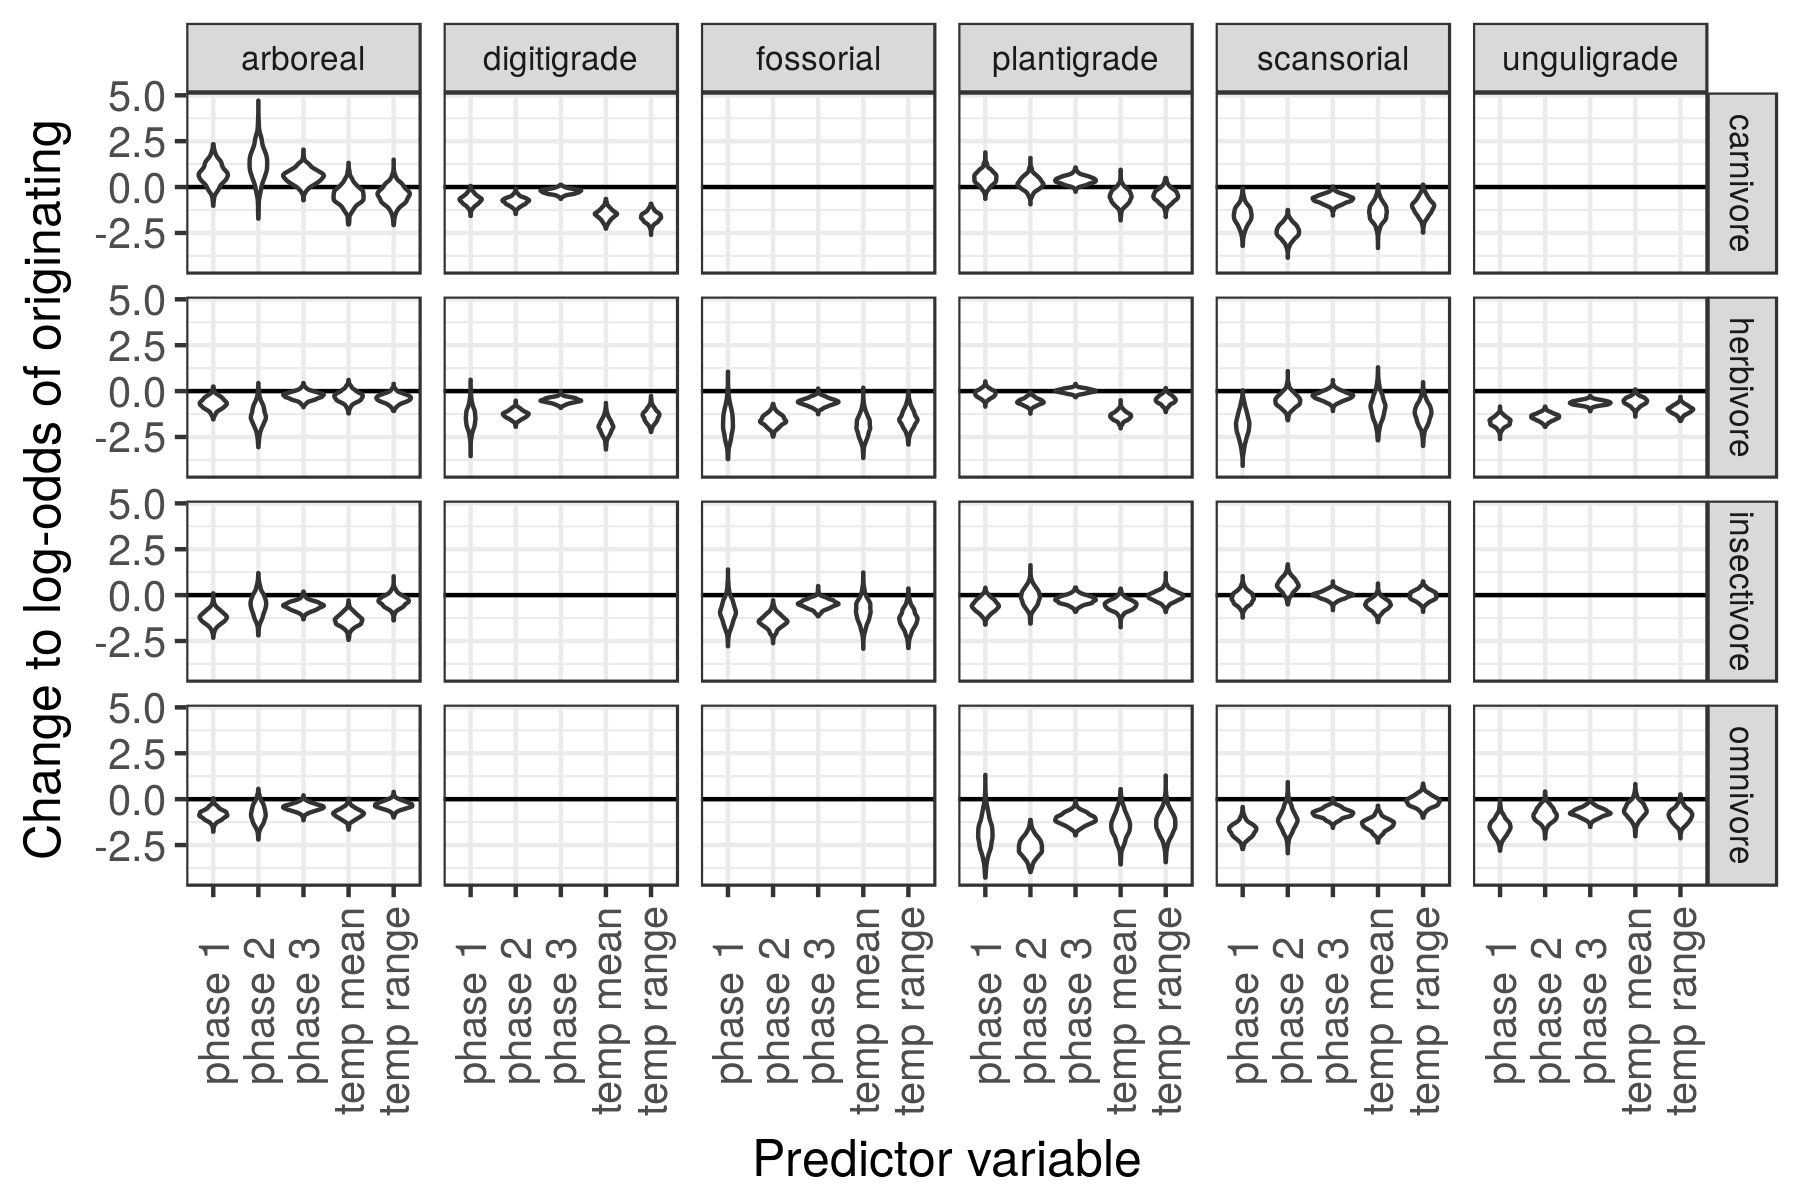 arboreal digitigrade fossorial plantigrade scansorial unguligrade
5.0
2.5
0.0
-2.5
carnivore
5.0
2.5
0.0
-2.5
herbivore
5.0
2.5
0.0
-2.5
insectivore
5.0
2.5
0.0
-2.5
omnivore
Change to log-odds of originating
phase 1 phase 2 phase 3 temp mean temp range phase 1 phase 2 phase 3 temp mean temp range phase 1 phase 2 phase 3 temp mean temp range phase 1 phase 2 phase 3 temp mean temp range phase 1 phase 2 phase 3 temp mean temp range phase 1 phase 2 phase 3 temp mean temp range
Predictor variable